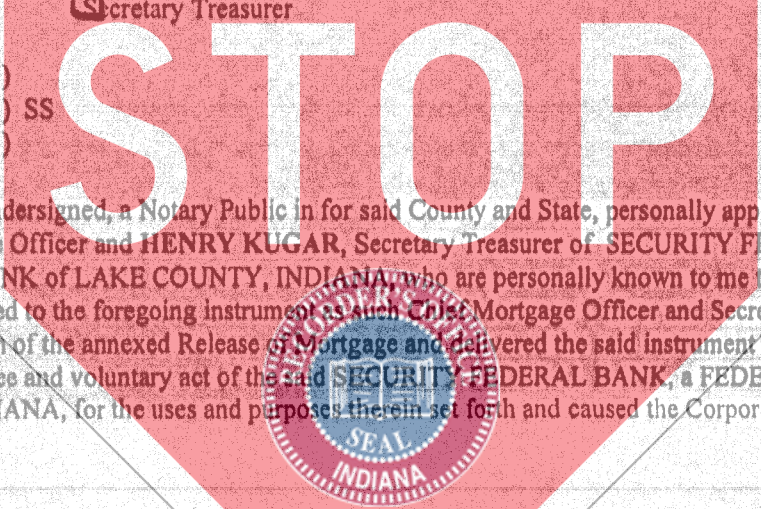 Secretary Treasurer
STOP
)
) SS
)
ndersigned, a Notary Public in for said County and State, personally app
e Officer and HENRY KUGAR, Secretary Treasurer of SECURITY FE
NK of LAKE COUNTY, INDIANA, who are personally known to me t
ed to the foregoing instrument as such Chief Mortgage Officer and Secre
n of the annexed Release of Mortgage and delivered the said instrument
ee and voluntary act of the said SECURITY FEDERAL BANK, a FEDE
IANA, for the uses and purposes therein set forth and caused the Corpor
RECORDER'S OFFICE
SEAL
INDIANA